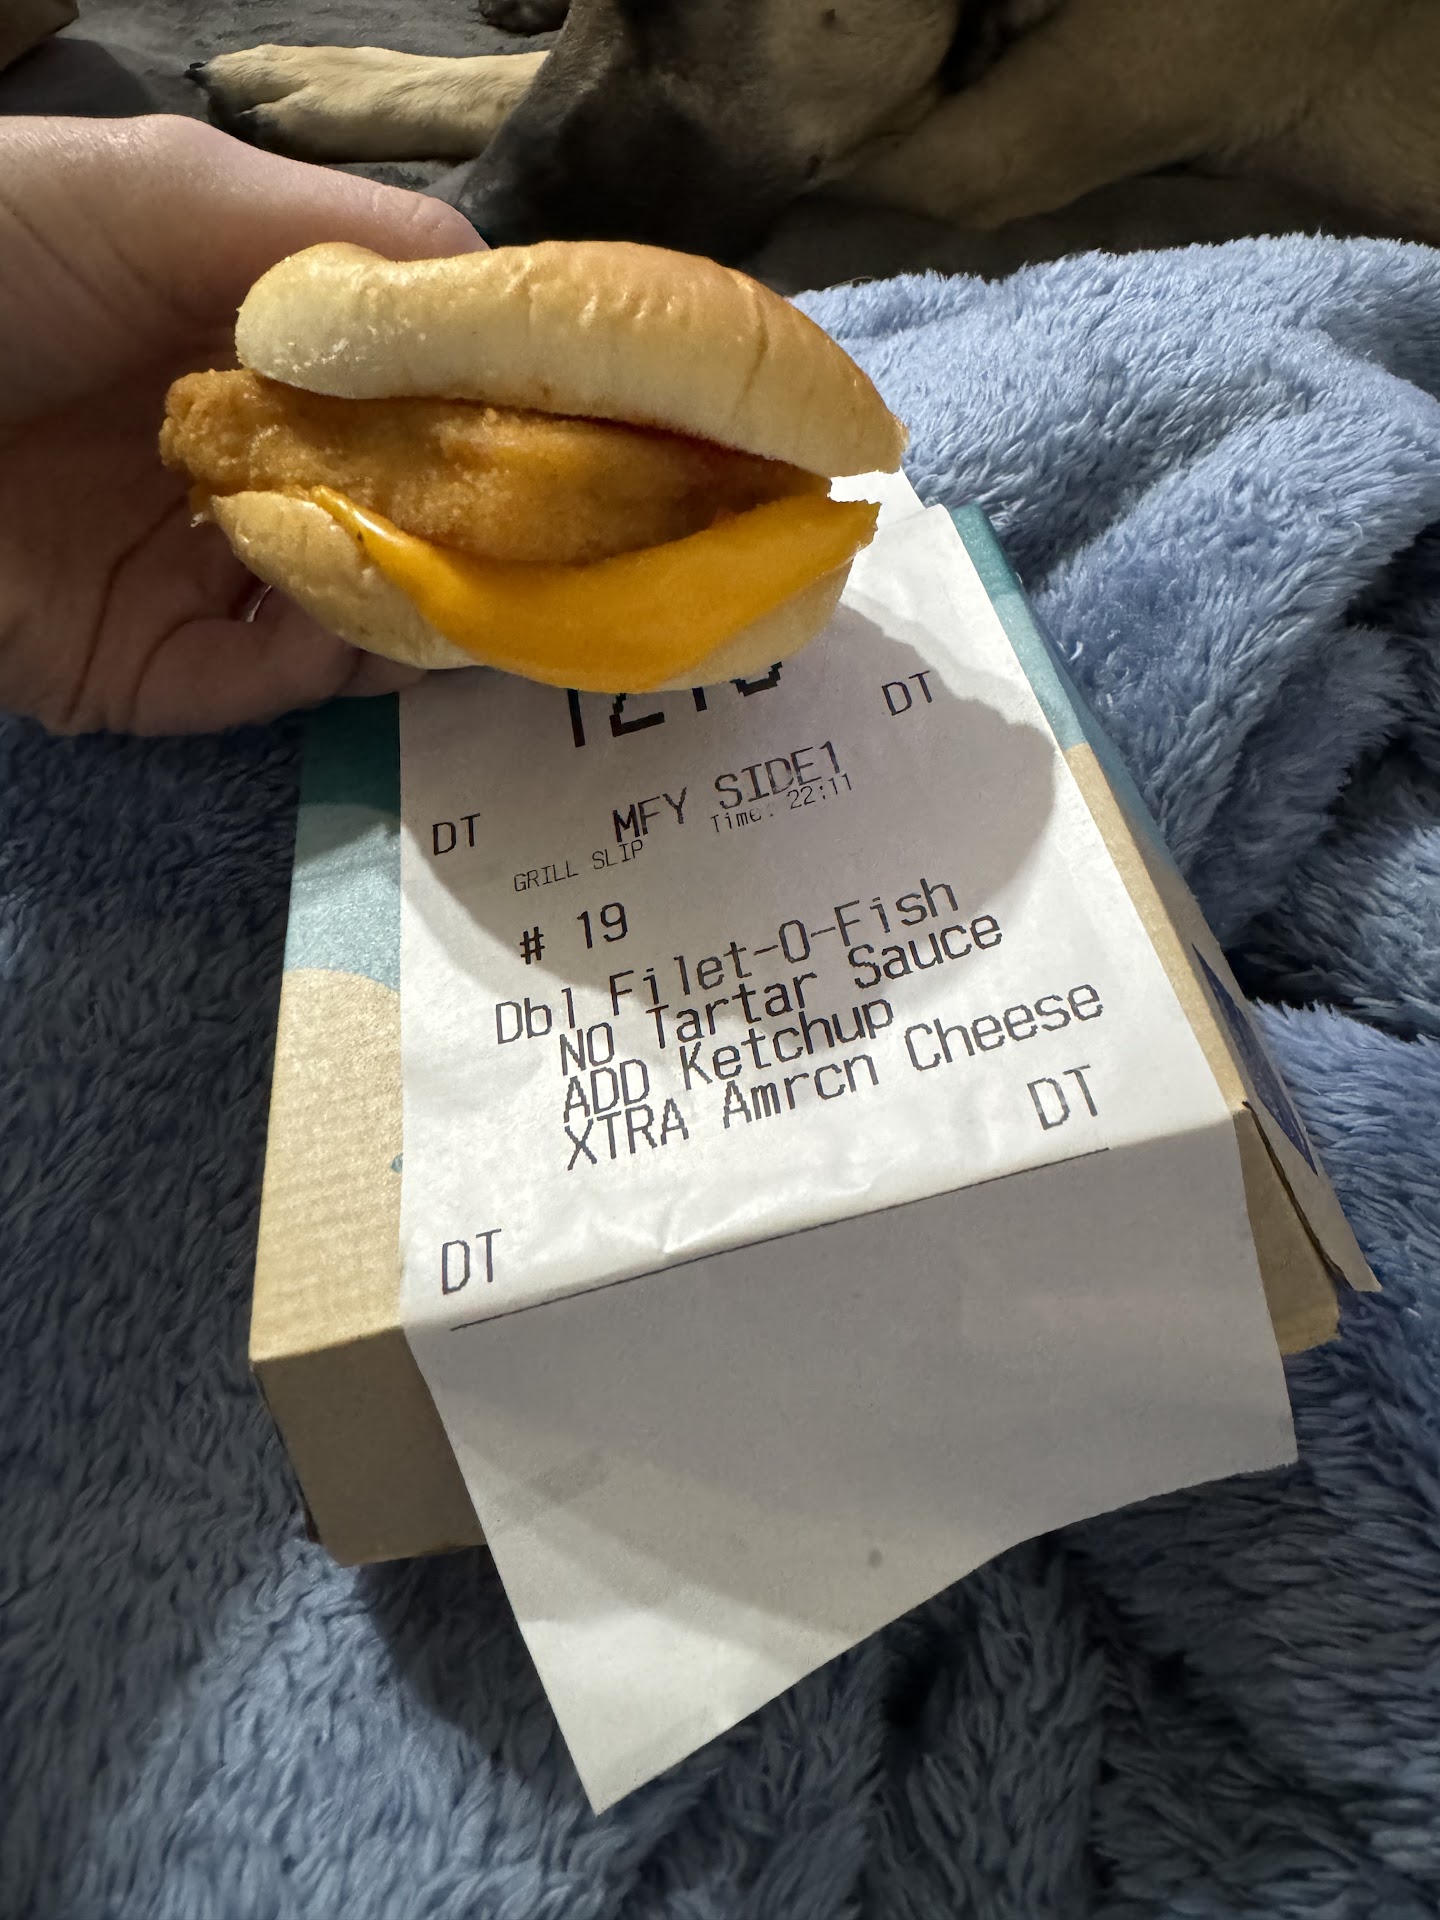 DT
MFY SIDE1
Time: 22:11
DT
GRILL SLIP
# 19
Dbl Filet-O-Fish
NO Tartar Sauce
ADD Ketchup
XTRA Amrcn Cheese
DT
DT